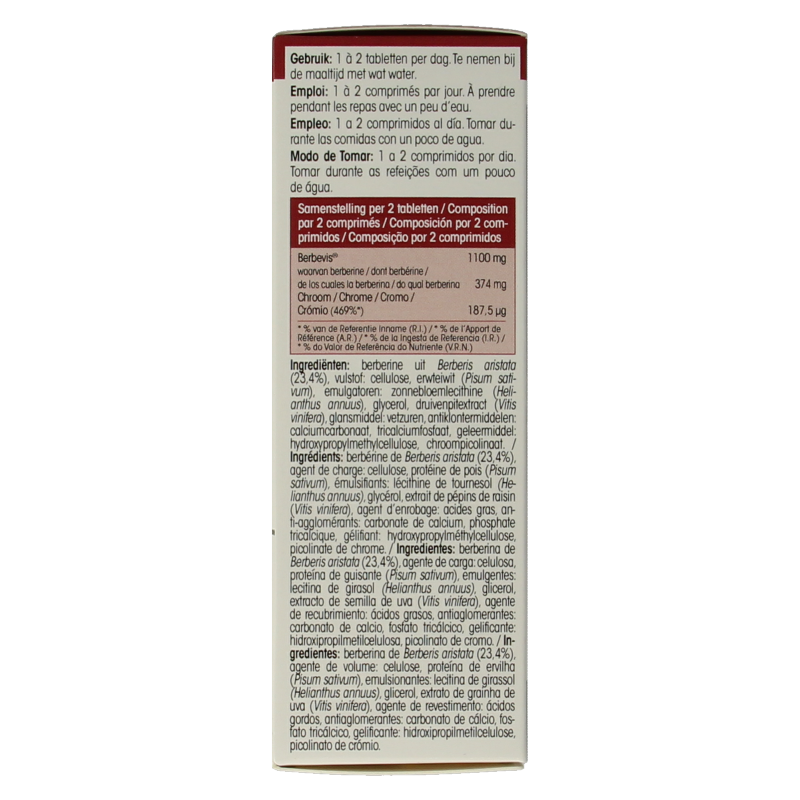 Gebruik: 1 à 2 tabletten per dag. Te nemen bij
de maaltijd met wat water.
Emploi: 1 à 2 comprimés par jour. À prendre
pendant les repas avec un peu d'eau.
Empleo: 1 a 2 comprimidos al día. Tomar du-
rante las comidas con un poco de agua.
Modo de Tomar: 1 a 2 comprimidos por dia.
Tomar durante as refeições com um pouco
de água.
Samenstelling per 2 tabletten / Composition
par 2 comprimés / Composición por 2 com-
primidos / Composição por 2 comprimidos
Berbevis® 1100 mg
waarvan berberine / dont berbérine /
de los cuales la berberina / do qual berberina 374 mg
Chroom / Chrome / Cromo /
Crómio (469%*) 187,5 µg
* % van de Referentie Inname (R.I.) / * % de l'Apport de
Référence (A.R.) / * % de la Ingesta de Referencia (I.R.) /
* % do Valor de Referência do Nutriente (V.R.N.)
Ingrediënten: berberine uit Berberis aristata
(23,4%), vulstof: cellulose, erwteiwit (Pisum sati-
vum), emulgatoren: zonnebloemlecithine (Heli-
anthus annuus), glycerol, druivenpitextract (Vitis
vinifera), glansmiddel: vetzuren, antiklontermiddelen:
calciumcarbonaat, tricalciumfosfaat, geleermiddel:
hydroxypropylmethylcellulose, chroompicolinaat. /
Ingrédients: berbérine de Berberis aristata (23,4%),
agent de charge: cellulose, protéine de pois (Pisum
sativum), émulsifiants: lécithine de tournesol (He-
lianthus annuus), glycérol, extrait de pépins de raisin
(Vitis vinifera), agent d'enrobage: acides gras, an-
ti-agglomérants: carbonate de calcium, phosphate
tricalcique, gélifiant: hydroxypropylméthylcellulose,
picolinate de chrome. / Ingredientes: berberina de
Berberis aristata (23,4%), agente de carga: celulosa,
proteína de guisante (Pisum sativum), emulgentes:
lecitina de girasol (Helianthus annuus), glicerol,
extracto de semilla de uva (Vitis vinifera), agente
de recubrimiento: ácidos grasos, antiaglomerantes:
carbonato de calcio, fosfato tricálcico, gelificante:
hidroxipropilmetilcelulosa, picolinato de cromo. / In-
gredientes: berberina de Berberis aristata (23,4%),
agente de volume: celulose, proteína de ervilha
(Pisum sativum), emulsionantes: lecitina de girassol
(Helianthus annuus), glicerol, extrato de grainha de
uva (Vitis vinifera), agente de revestimento: ácidos
gordos, antiaglomerantes: carbonato de cálcio, fos-
fato tricálcico, gelificante: hidroxipropilmetilcelulose,
picolinato de crómio.